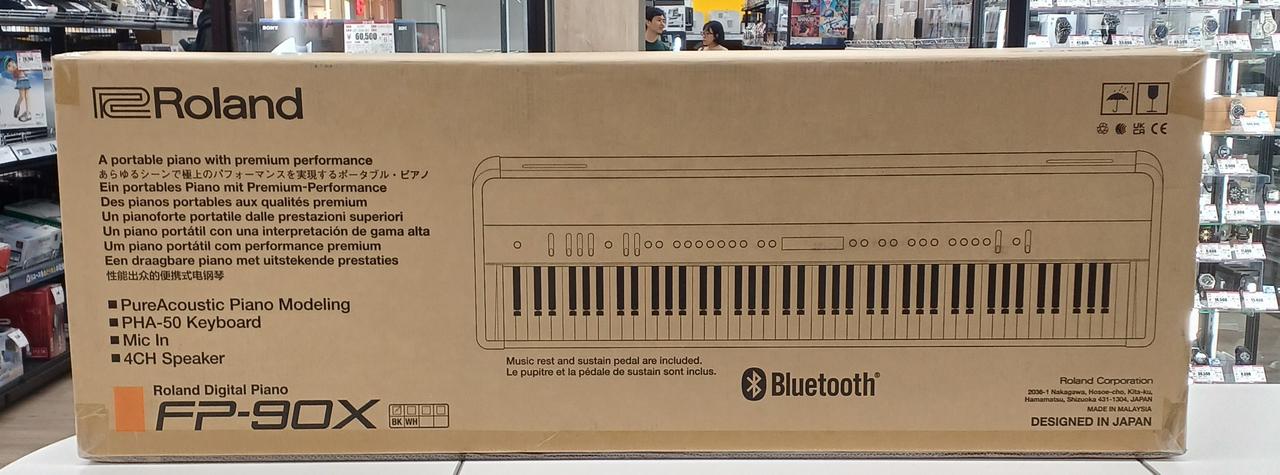 SONY
60,500
Roland
A portable piano with premium performance
あらゆるシーンで極上のパフォーマンスを実現するポータブル・ピアノ
Ein portables Piano mit Premium-Performance
Des pianos portables aux qualités premium
Un pianoforte portatile dalle prestazioni superiori
Un piano portátil con una interpretación de gama alta
Um piano portátil com performance premium
Een draagbare piano met uitstekende prestaties
性能出众的便携式电钢琴
PureAcoustic Piano Modeling
PHA-50 Keyboard
Mic In
4CH Speaker
Roland Digital Piano
FP-90X
BK WH
Music rest and sustain pedal are included.
Le pupitre et la pédale de sustain sont inclus.
Bluetooth®
UK CA CE
Roland Corporation
2036-1 Nakagawa, Hosoe-cho, Kita-ku,
Hamamatsu, Shizuoka 431-1304, JAPAN
MADE IN MALAYSIA
DESIGNED IN JAPAN